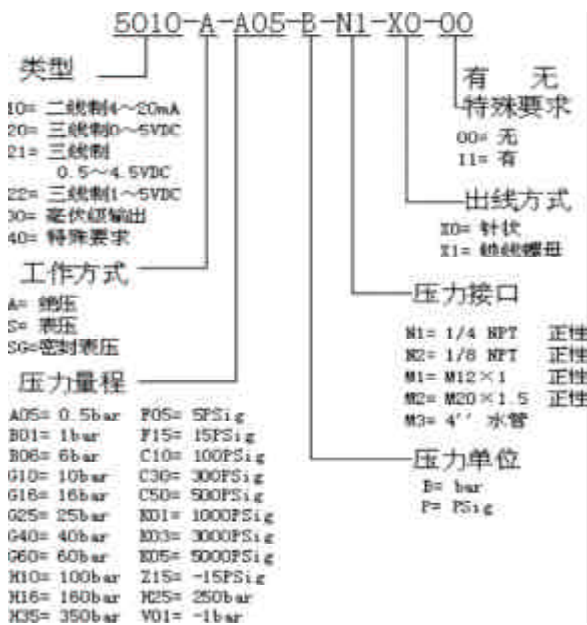 5010-A-A05-B-N1-X0-00
类型
10= 二线制4~20mA
20= 三线制0~5VDC
21= 三线制
0.5~4.5VDC
22= 三线制1~5VDC
30= 毫伏级输出
40= 特殊要求
工作方式
A= 绝压
S= 表压
SG=密封表压
压力量程
A05= 0.5bar P05= 5PSig
B01= 1bar F15= 15PSig
B06= 6bar C10= 100PSig
G10= 10bar C30= 300PSig
G16= 16bar C50= 500PSig
G25= 25bar K01= 1000PSig
G40= 40bar K03= 3000PSig
G60= 60bar K05= 5000PSig
H10= 100bar Z15= -15PSig
H16= 160bar H25= 250bar
H35= 350bar V01= -1bar
有 无
特殊要求
00= 无
11= 有
出线方式
X0= 针状
X1= 螺母
压力接口
N1= 1/4 NPT 正性
N2= 1/8 NPT 正性
M1= M12×1 正性
M2= M20×1.5 正性
M3= 4'' 水管
压力单位
B= bar
P= PSig